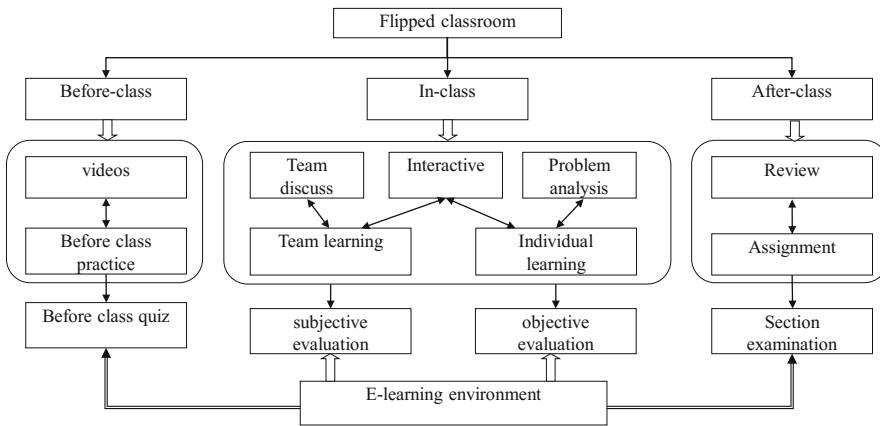 Flipped classroom
Before-class
In-class
After-class
videos
Team
discuss
Interactive
Problem
analysis
Review
Before class
practice
Team learning
Individual
learning
Assignment
Before class quiz
subjective
evaluation
objective
evaluation
Section
examination
E-learning environment